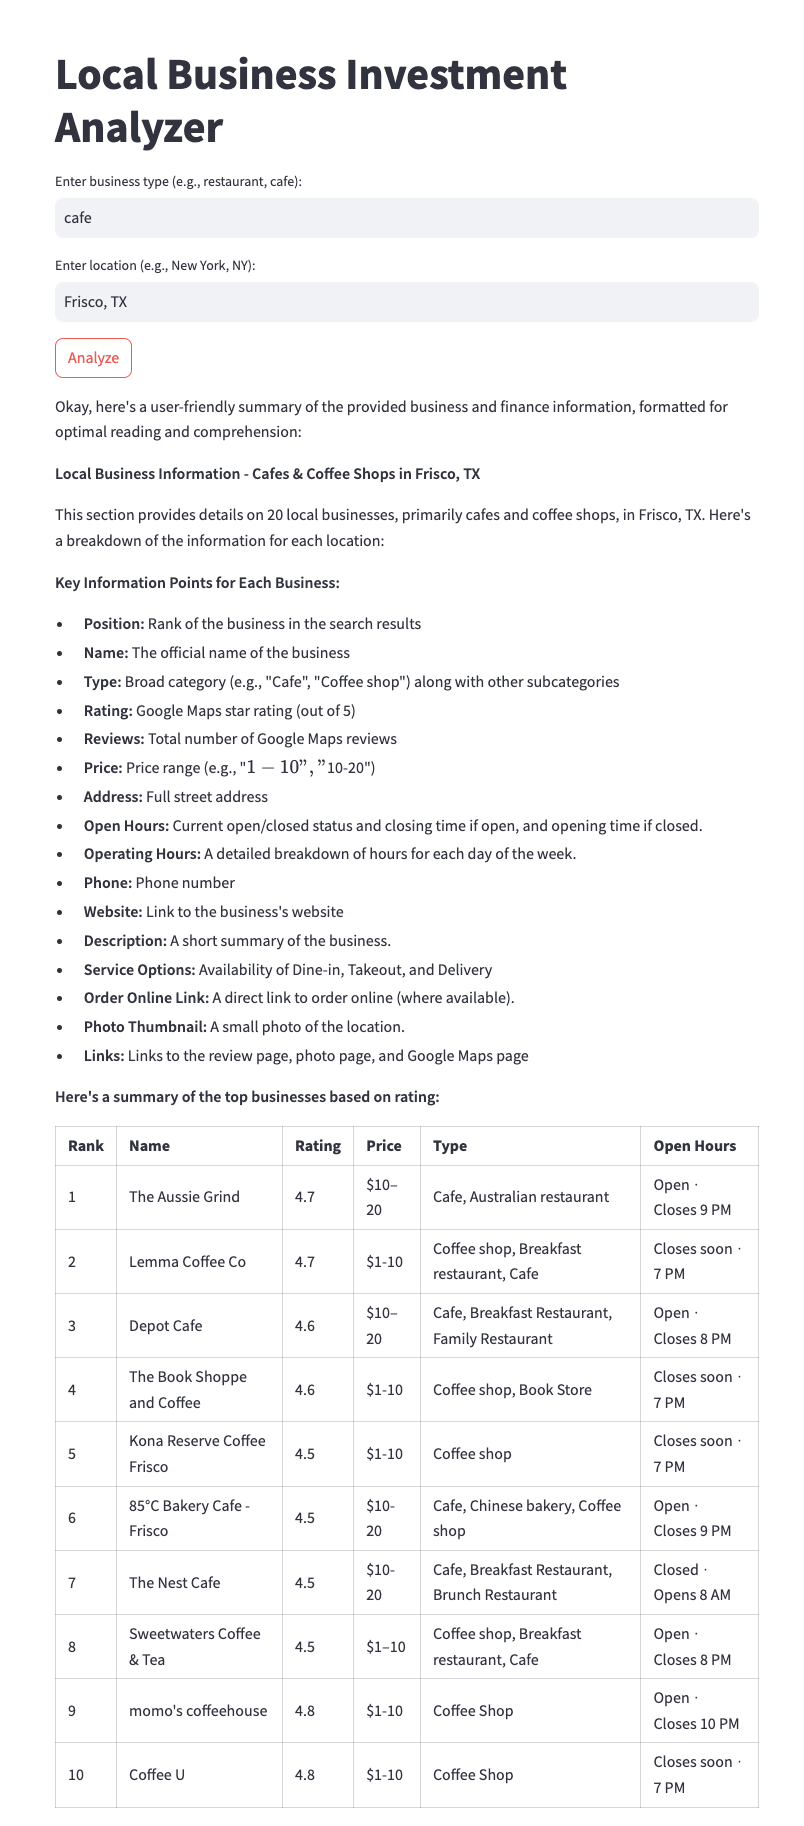 Local Business Investment
Analyzer
Enter business type (e.g., restaurant, cafe):
cafe
Enter location (e.g., New York, NY):
Frisco, TX
Analyze
Okay, here's a user-friendly summary of the provided business and finance information, formatted for
optimal reading and comprehension:
Local Business Information - Cafes & Coffee Shops in Frisco, TX
This section provides details on 20 local businesses, primarily cafes and coffee shops, in Frisco, TX. Here's
a breakdown of the information for each location:
Key Information Points for Each Business:
• Position: Rank of the business in the search results
• Name: The official name of the business
• Type: Broad category (e.g., "Cafe", "Coffee shop") along with other subcategories
• Rating: Google Maps star rating (out of 5)
• Reviews: Total number of Google Maps reviews
• Price: Price range (e.g., "1 − 10”, ”10-20")
• Address: Full street address
• Open Hours: Current open/closed status and closing time if open, and opening time if closed.
• Operating Hours: A detailed breakdown of hours for each day of the week.
• Phone: Phone number
• Website: Link to the business's website
• Description: A short summary of the business.
• Service Options: Availability of Dine-in, Takeout, and Delivery
• Order Online Link: A direct link to order online (where available).
• Photo Thumbnail: A small photo of the location.
• Links: Links to the review page, photo page, and Google Maps page
Here's a summary of the top businesses based on rating:
Rank Name Rating Price Type Open Hours
1 The Aussie Grind 4.7 $10–
20 Cafe, Australian restaurant Open ·
Closes 9 PM
2 Lemma Coffee Co 4.7 $1-10 Coffee shop, Breakfast
restaurant, Cafe Closes soon ·
7 PM
3 Depot Cafe 4.6 $10–
20 Cafe, Breakfast Restaurant,
Family Restaurant Open ·
Closes 8 PM
4 The Book Shoppe
and Coffee 4.6 $1-10 Coffee shop, Book Store Closes soon ·
7 PM
5 Kona Reserve Coffee
Frisco 4.5 $1-10 Coffee shop Closes soon ·
7 PM
6 85°C Bakery Cafe -
Frisco 4.5 $10-
20 Cafe, Chinese bakery, Coffee
shop Open ·
Closes 9 PM
7 The Nest Cafe 4.5 $10-
20 Cafe, Breakfast Restaurant,
Brunch Restaurant Closed ·
Opens 8 AM
8 Sweetwaters Coffee
& Tea 4.5 $1–10 Coffee shop, Breakfast
restaurant, Cafe Open ·
Closes 8 PM
9 momo's coffeehouse 4.8 $1-10 Coffee Shop Open ·
Closes 10 PM
10 Coffee U 4.8 $1-10 Coffee Shop Closes soon ·
7 PM